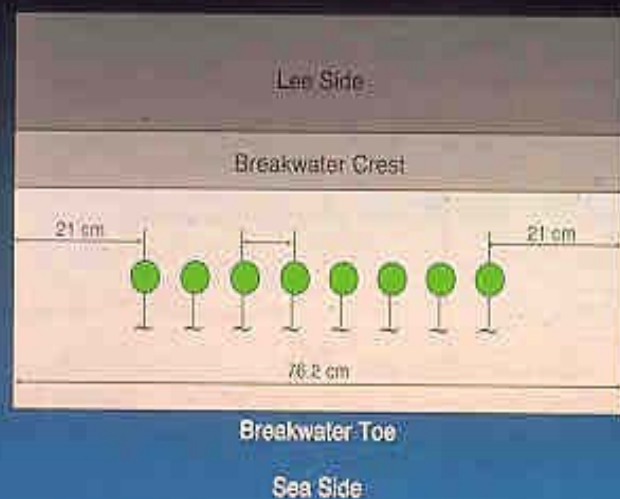 Lee Side
Breakwater Crest
21 cm
21 cm
76.2 cm
Breakwater Toe
Sea Side